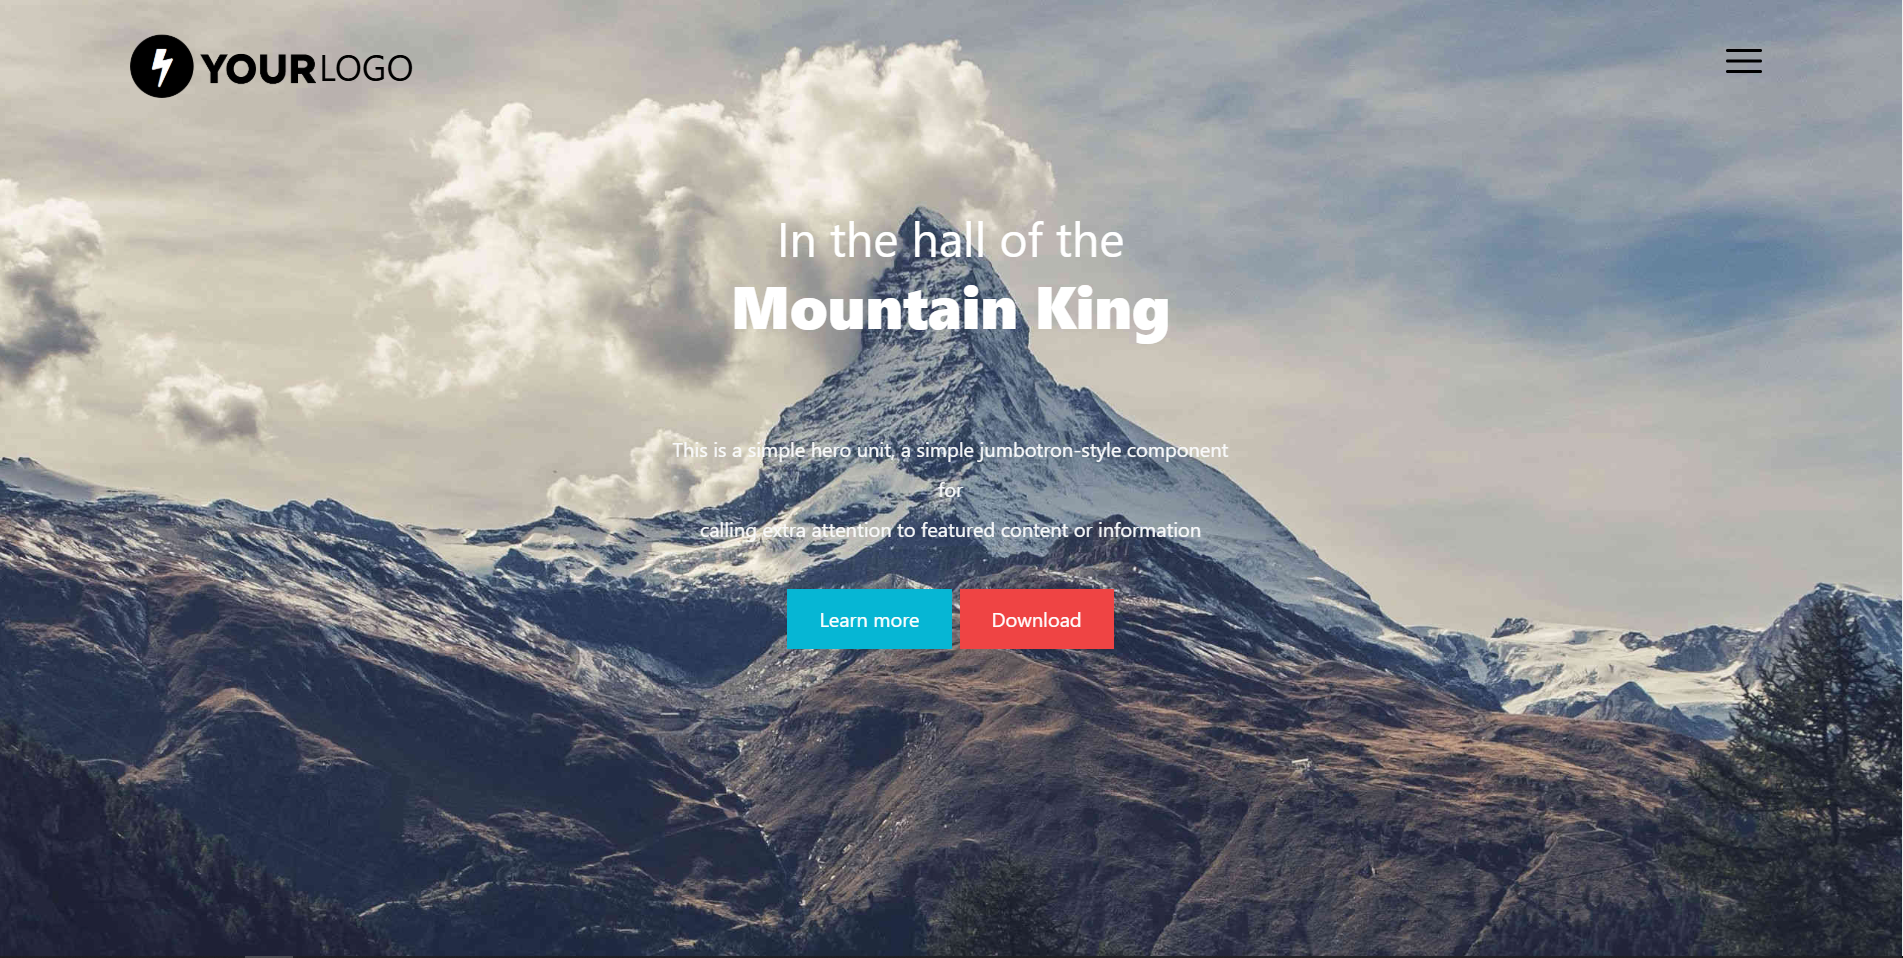 YOURLOGO
In the hall of the
Mountain King
This is a simple hero unit, a simple jumbotron-style component
for
calling extra attention to featured content or information
Learn more
Download